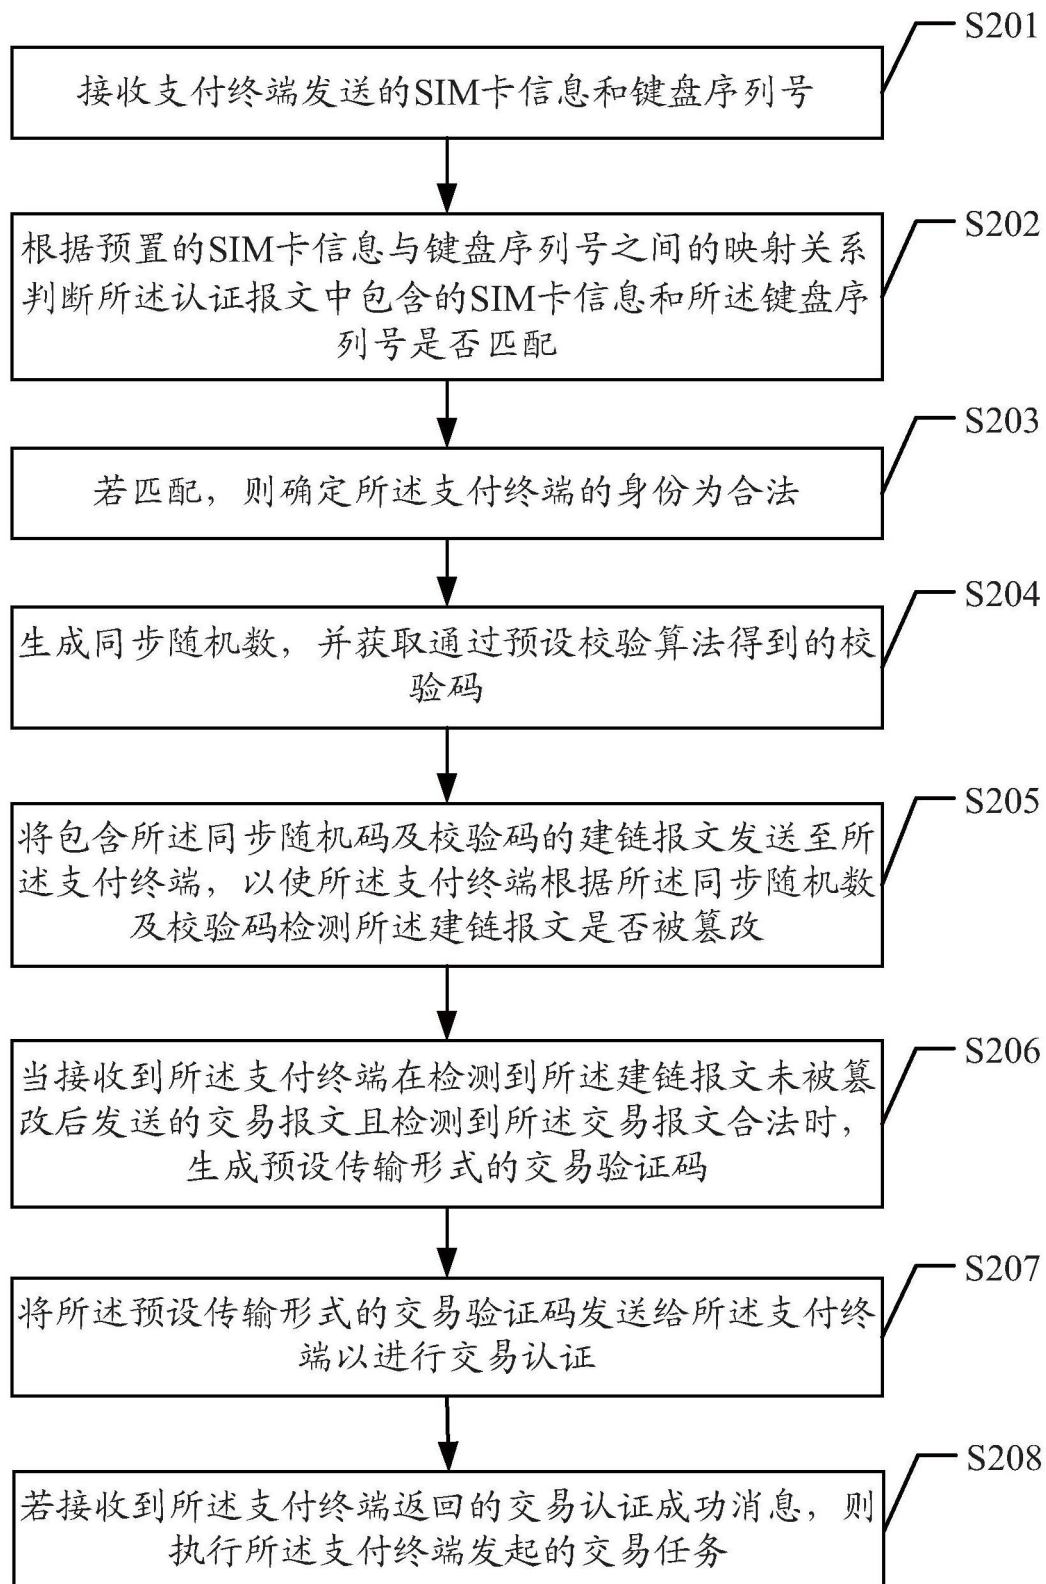 S201
接收支付终端发送的SIM卡信息和键盘序列号
S202
根据预置的SIM卡信息与键盘序列号之间的映射关系
判断所述认证报文中包含的SIM卡信息和所述键盘序
列号是否匹配
S203
若匹配，则确定所述支付终端的身份为合法
S204
生成同步随机数，并获取通过预设校验算法得到的校
验码
S205
将包含所述同步随机码及校验码的建链报文发送至所
述支付终端，以使所述支付终端根据所述同步随机数
及校验码检测所述建链报文是否被篡改
S206
当接收到所述支付终端在检测到所述建链报文未被篡
改后发送的交易报文且检测到所述交易报文合法时，
生成预设传输形式的交易验证码
S207
将所述预设传输形式的交易验证码发送给所述支付终
端以进行交易认证
S208
若接收到所述支付终端返回的交易认证成功消息，则
执行所述支付终端发起的交易任务